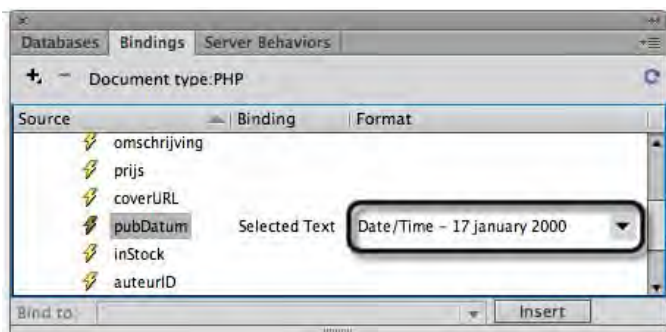 Databases Bindings Server Behaviors
+ - Document type:PHP
Source Binding Format
omschrijving
prijs
coverURL
pubDatum Selected Text Date/Time - 17 january 2000
inStock
auteurID
Bind to: Insert